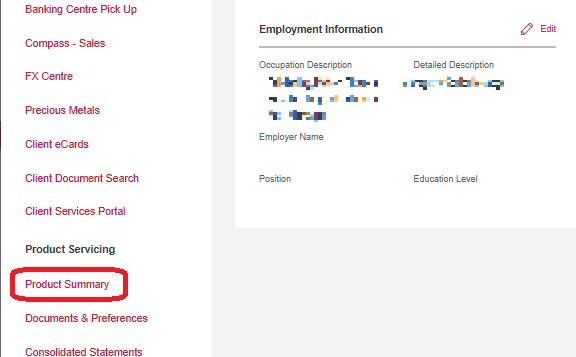 Banking Centre Pick Up
Compass - Sales
FX Centre
Precious Metals
Client eCards
Client Document Search
Client Services Portal
Product Servicing
Product Summary
Documents & Preferences
Consolidated Statements
Employment Information
Edit
Occupation Description
Detailed Description
Employer Name
Position
Education Level